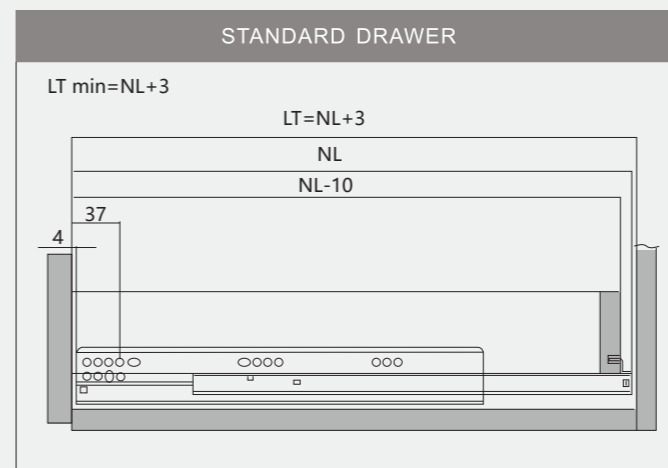 STANDARD DRAWER
LT min=NL+3
LT=NL+3
NL
NL-10
37
4